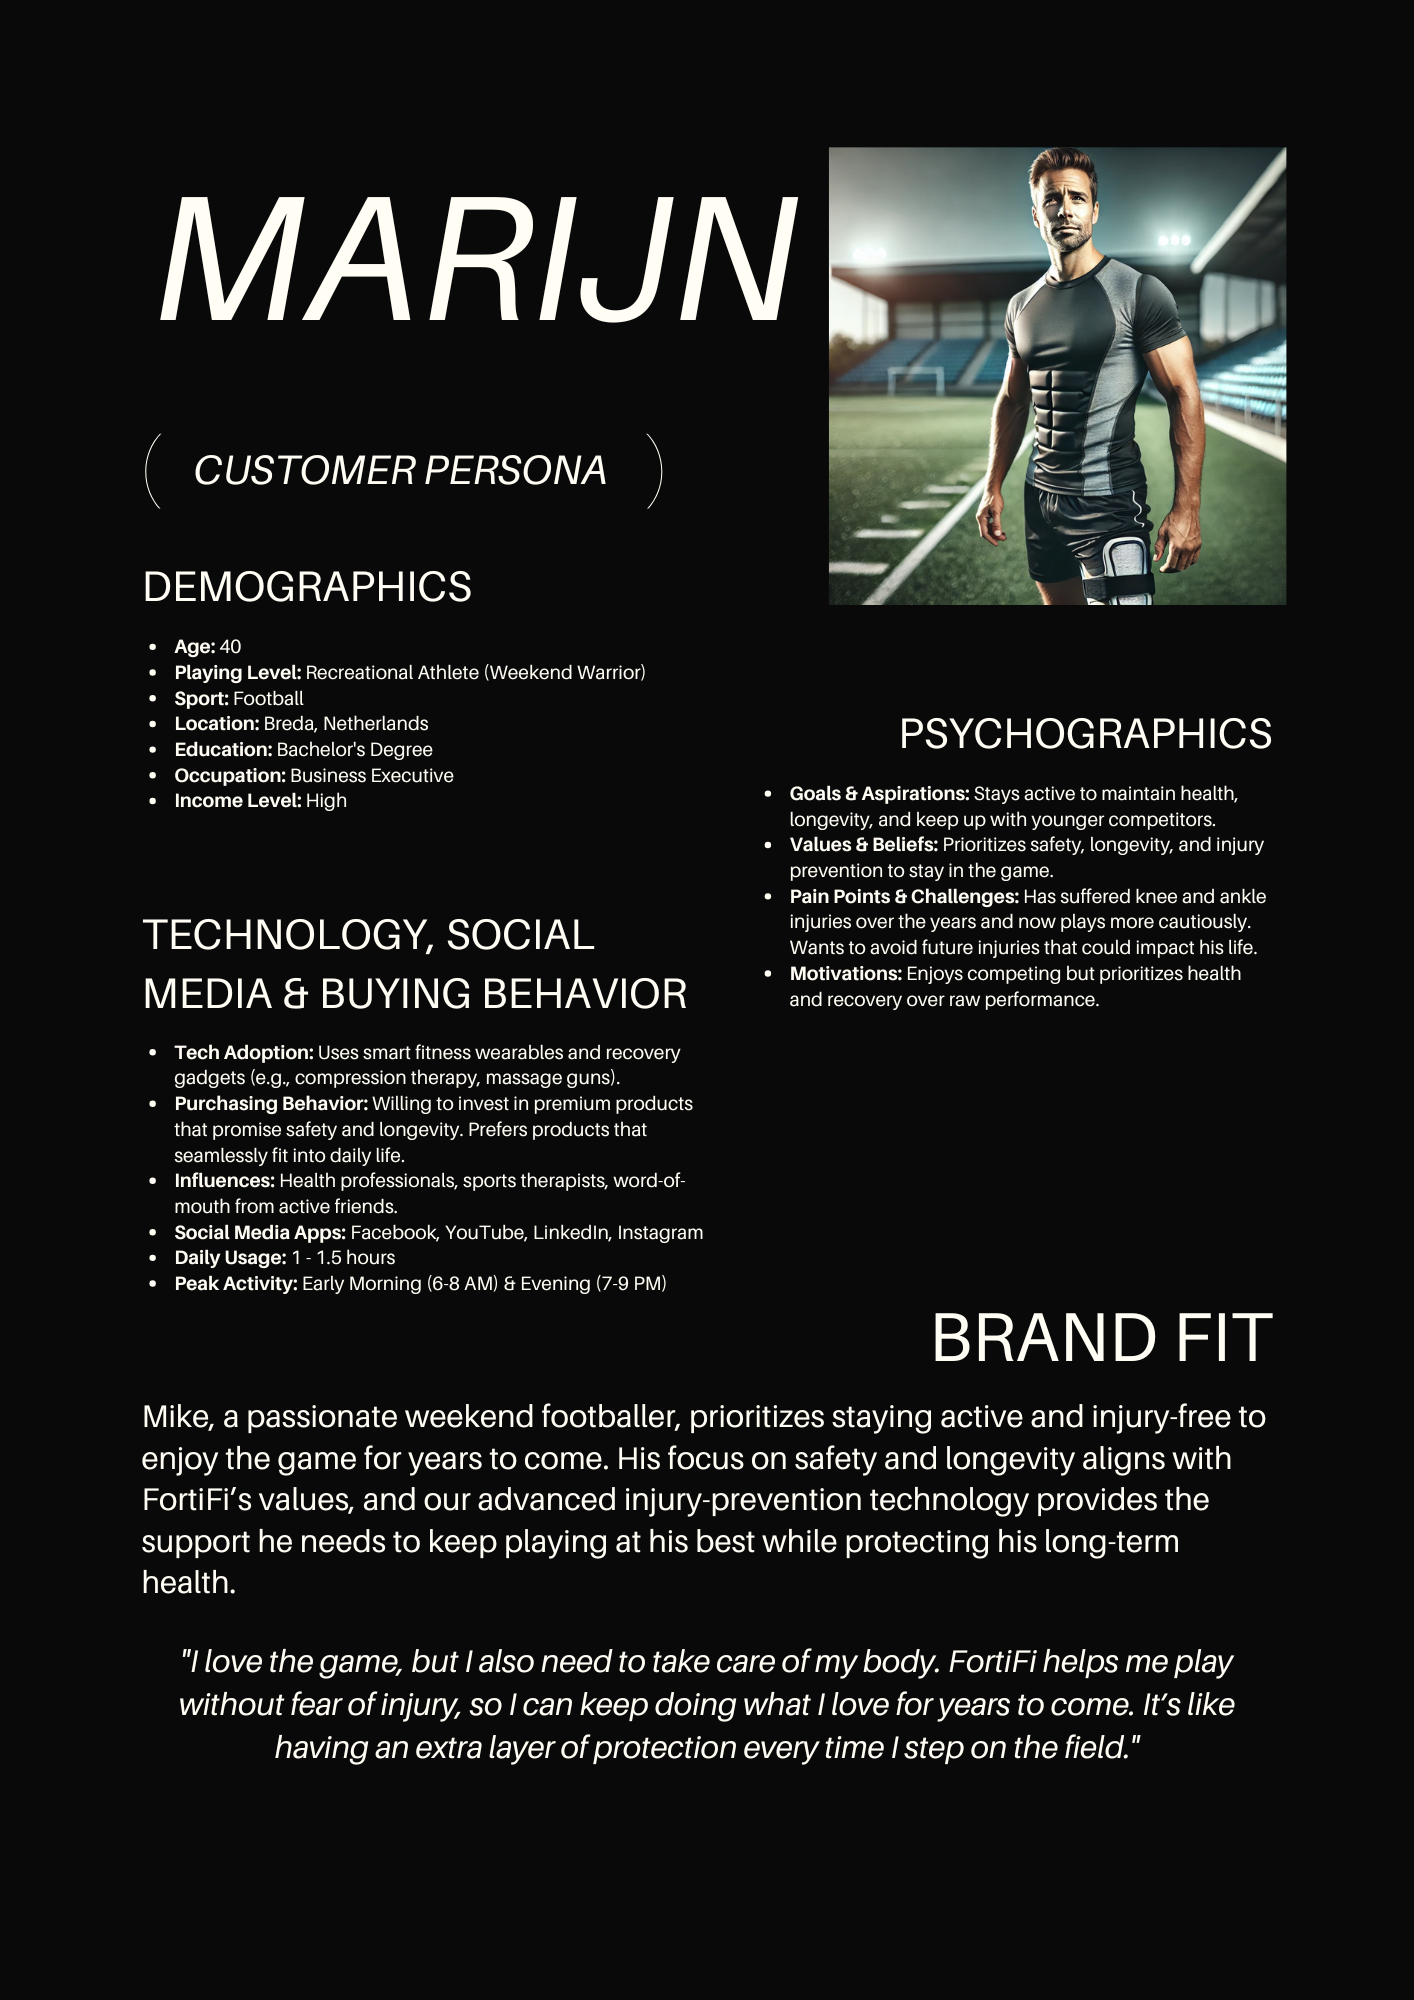 MARIJN
CUSTOMER PERSONA
DEMOGRAPHICS
• Age: 40
• Playing Level: Recreational Athlete (Weekend Warrior)
• Sport: Football
• Location: Breda, Netherlands
• Education: Bachelor's Degree
• Occupation: Business Executive
• Income Level: High
PSYCHOGRAPHICS
• Goals & Aspirations: Stays active to maintain health,
longevity, and keep up with younger competitors.
• Values & Beliefs: Prioritizes safety, longevity, and injury
prevention to stay in the game.
• Pain Points & Challenges: Has suffered knee and ankle
injuries over the years and now plays more cautiously.
Wants to avoid future injuries that could impact his life.
• Motivations: Enjoys competing but prioritizes health
and recovery over raw performance.
TECHNOLOGY, SOCIAL
MEDIA & BUYING BEHAVIOR
• Tech Adoption: Uses smart fitness wearables and recovery
gadgets (e.g., compression therapy, massage guns).
• Purchasing Behavior: Willing to invest in premium products
that promise safety and longevity. Prefers products that
seamlessly fit into daily life.
• Influences: Health professionals, sports therapists, word-of-
mouth from active friends.
• Social Media Apps: Facebook, YouTube, LinkedIn, Instagram
• Daily Usage: 1 - 1.5 hours
• Peak Activity: Early Morning (6-8 AM) & Evening (7-9 PM)
BRAND FIT
Mike, a passionate weekend footballer, prioritizes staying active and injury-free to
enjoy the game for years to come. His focus on safety and longevity aligns with
FortiFi’s values, and our advanced injury-prevention technology provides the
support he needs to keep playing at his best while protecting his long-term
health.
"I love the game, but I also need to take care of my body. FortiFi helps me play
without fear of injury, so I can keep doing what I love for years to come. It’s like
having an extra layer of protection every time I step on the field."